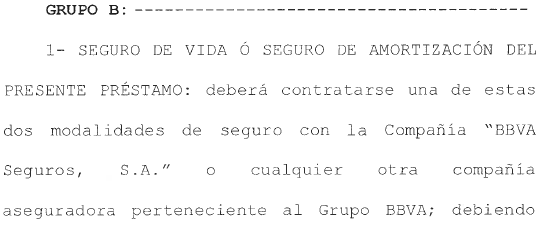 GRUPO B: ---------------------------------------
1- SEGURO DE VIDA Ó SEGURO DE AMORTIZACIÓN DEL
PRESENTE PRÉSTAMO: deberá contratarse una de estas
dos modalidades de seguro con la Compañía "BBVA
Seguros, S.A." o cualquier otra compañía
aseguradora perteneciente al Grupo BBVA; debiendo